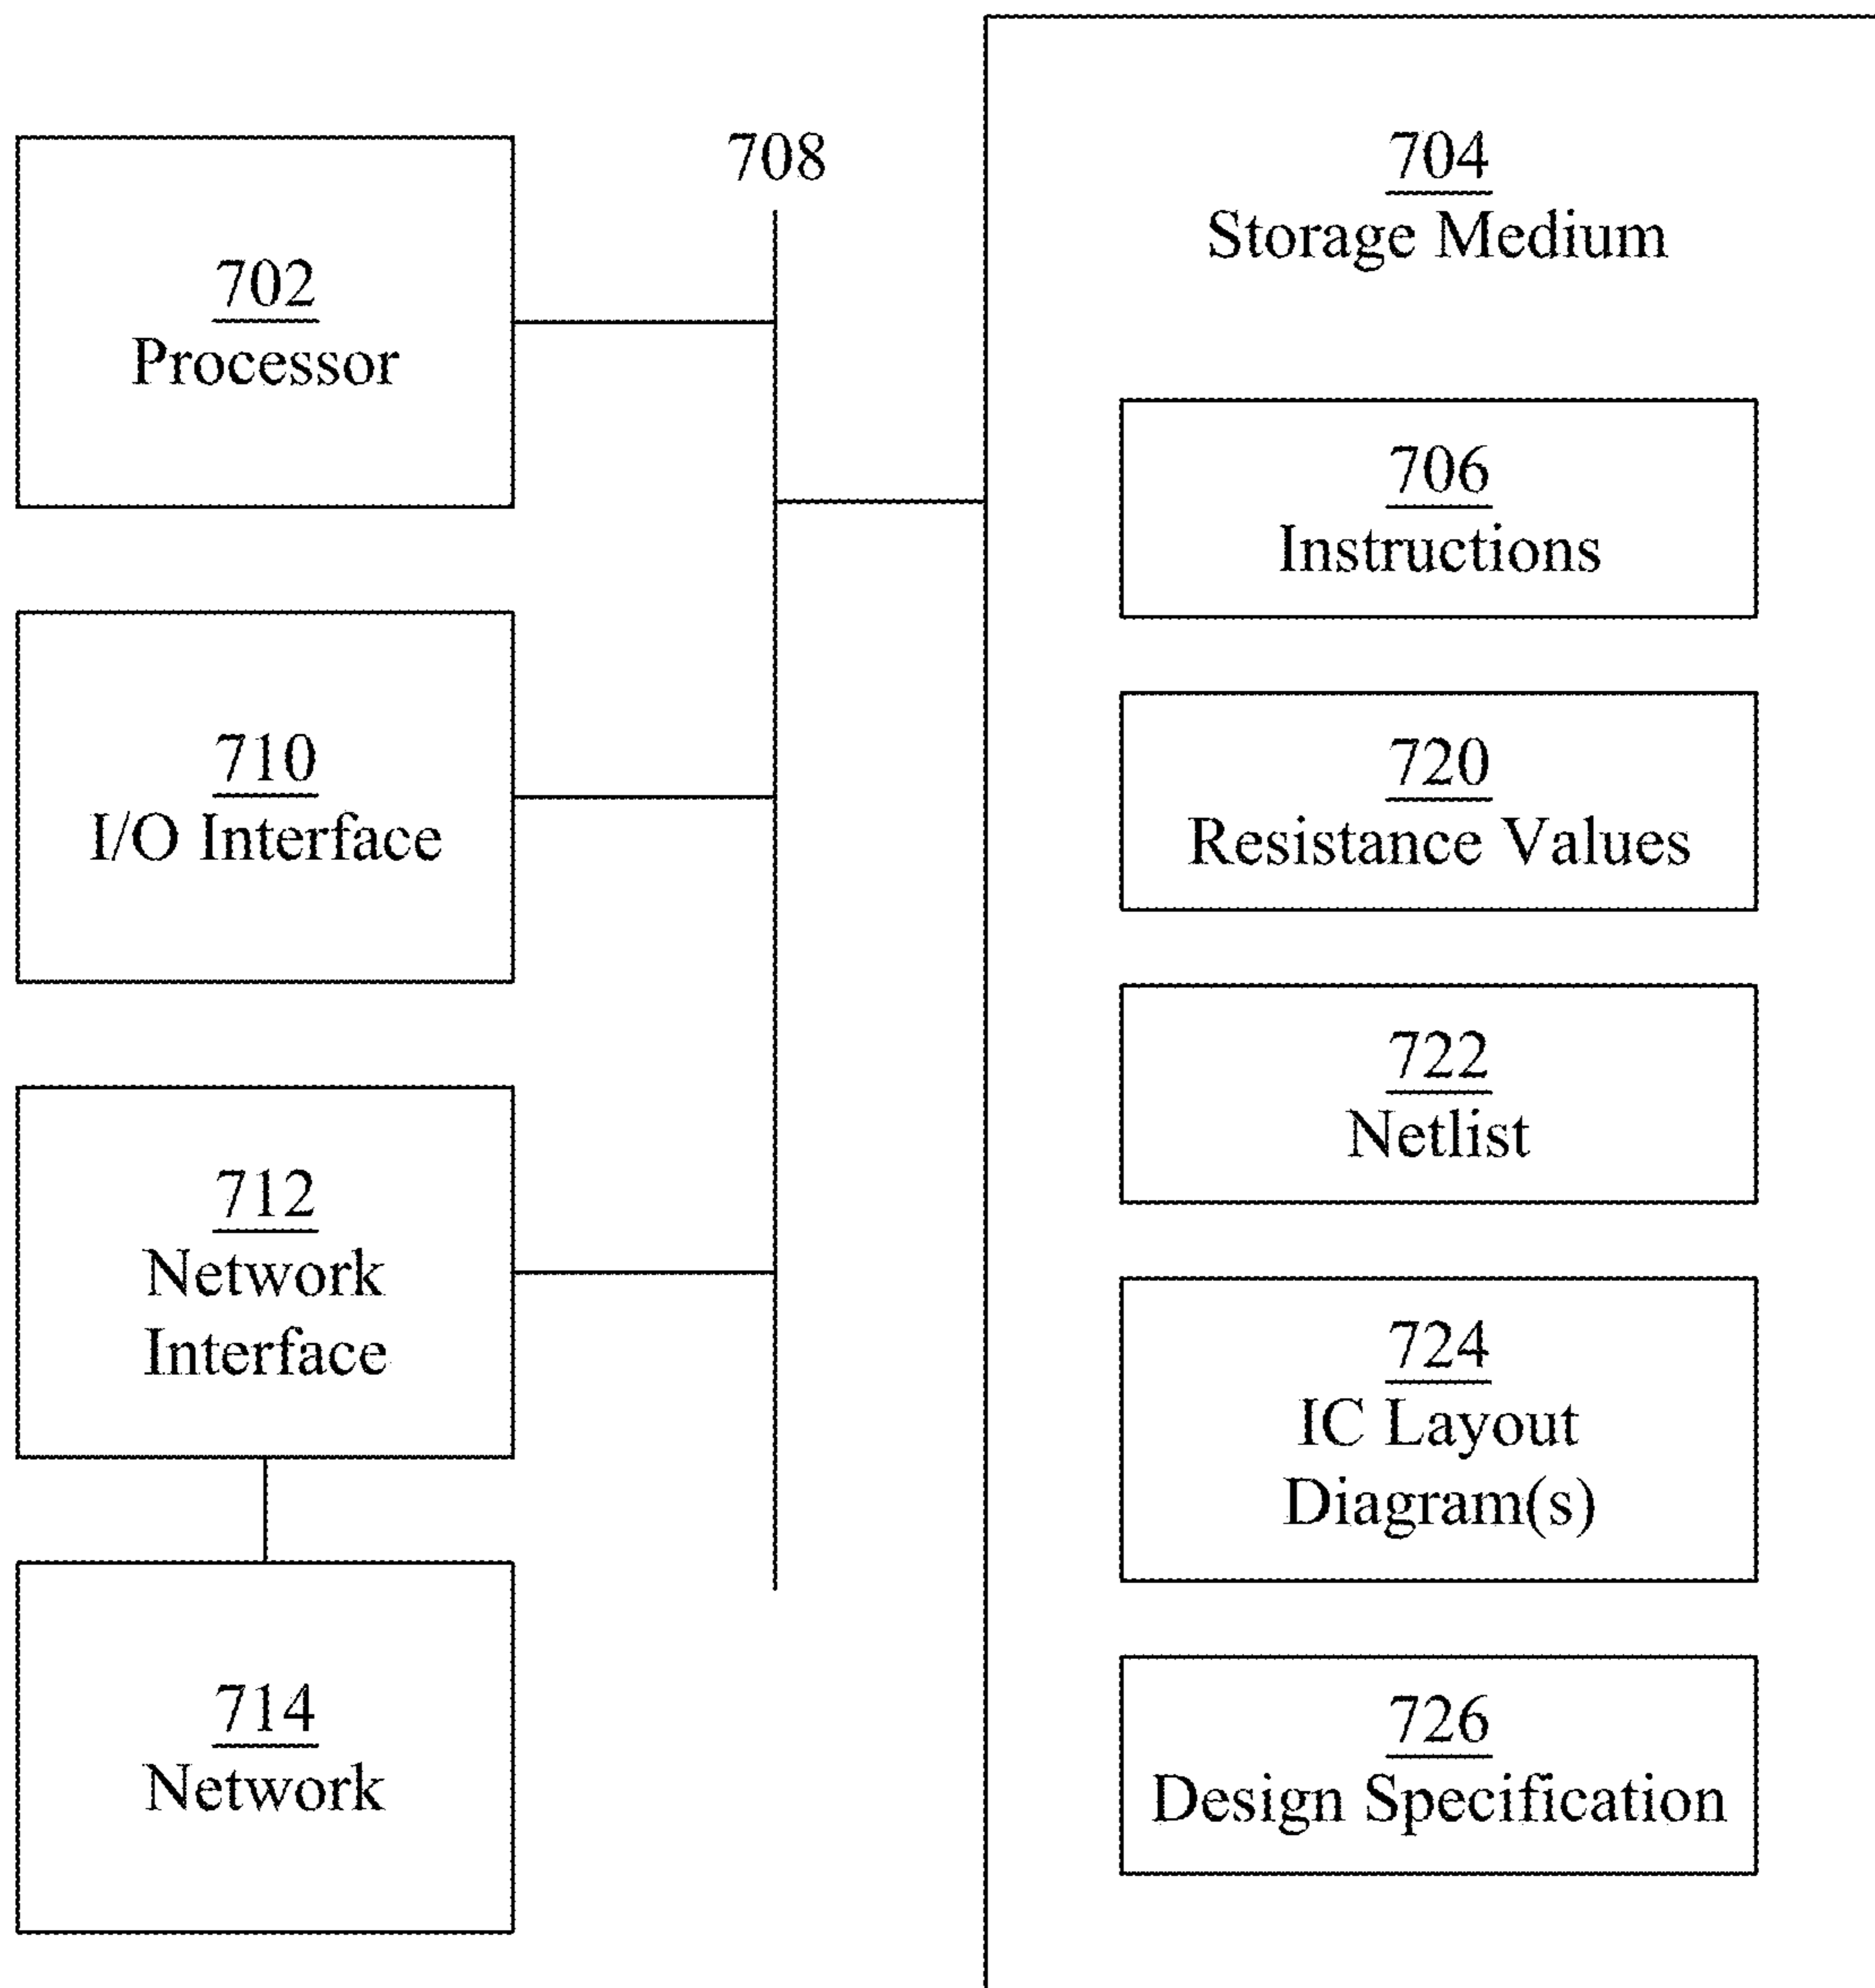 702
Processor
710
I/O Interface
712
Network
Interface
714
Network
708
704
Storage Medium
706
Instructions
720
Resistance Values
722
Netlist
724
IC Layout
Diagram(s)
726
Design Specification